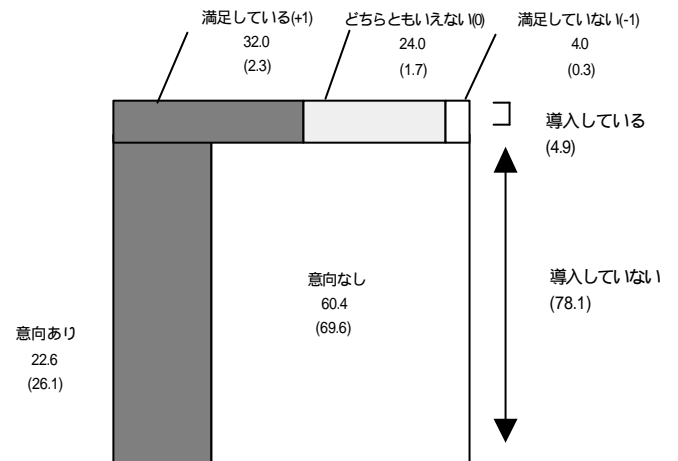 満足している(+1)
32.0
(2.3)
どちらともいえない(0)
24.0
(1.7)
満足していない(-1)
4.0
(0.3)
導入している
(4.9)
導入していない
(78.1)
意向なし
60.4
(69.6)
意向あり
22.6
(26.1)